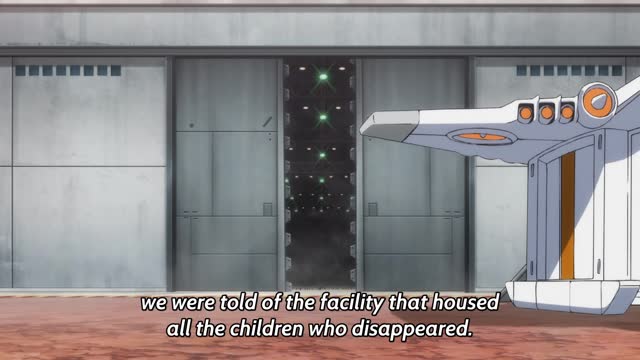 we were told of the facility that housed
all the children who disappeared.